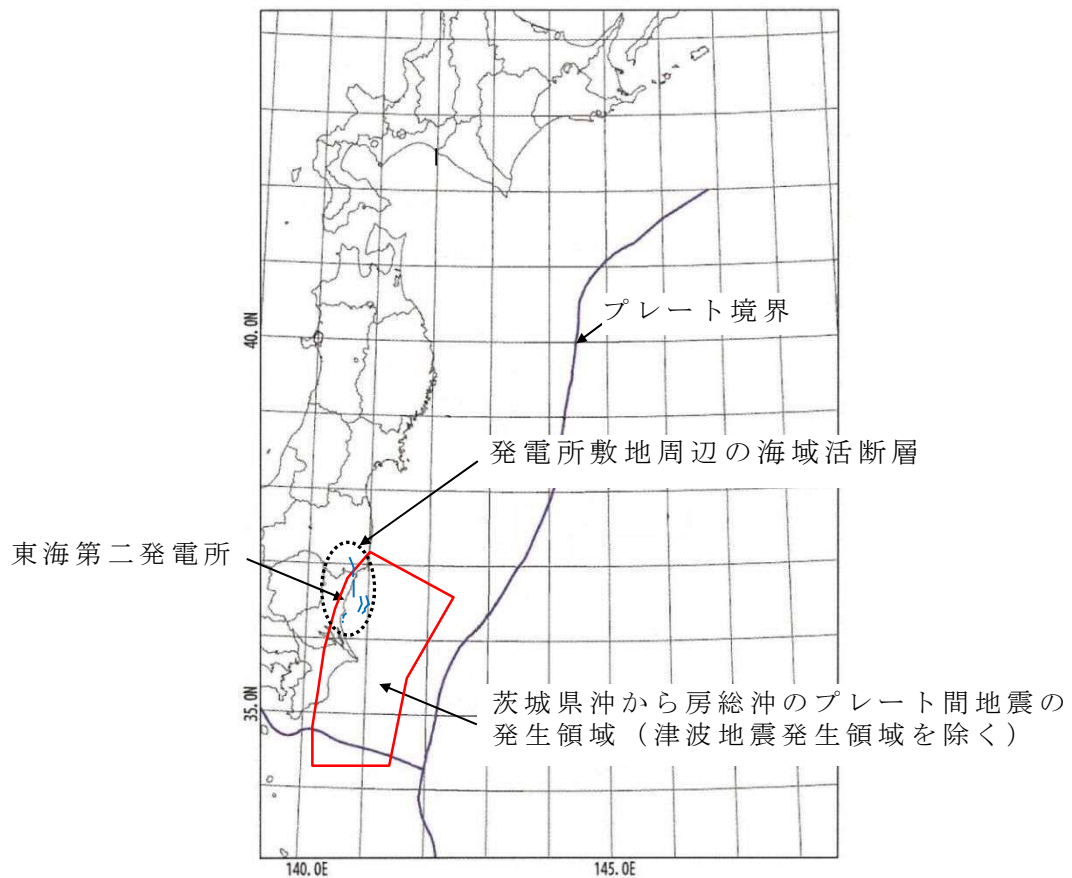 プレート境界
40.0N
発電所敷地周辺の海域活断層
東海第二発電所
35.0N
茨城県沖から房総沖のプレート間地震の
発生領域（津波地震発生領域を除く）
140.0E
145.0E